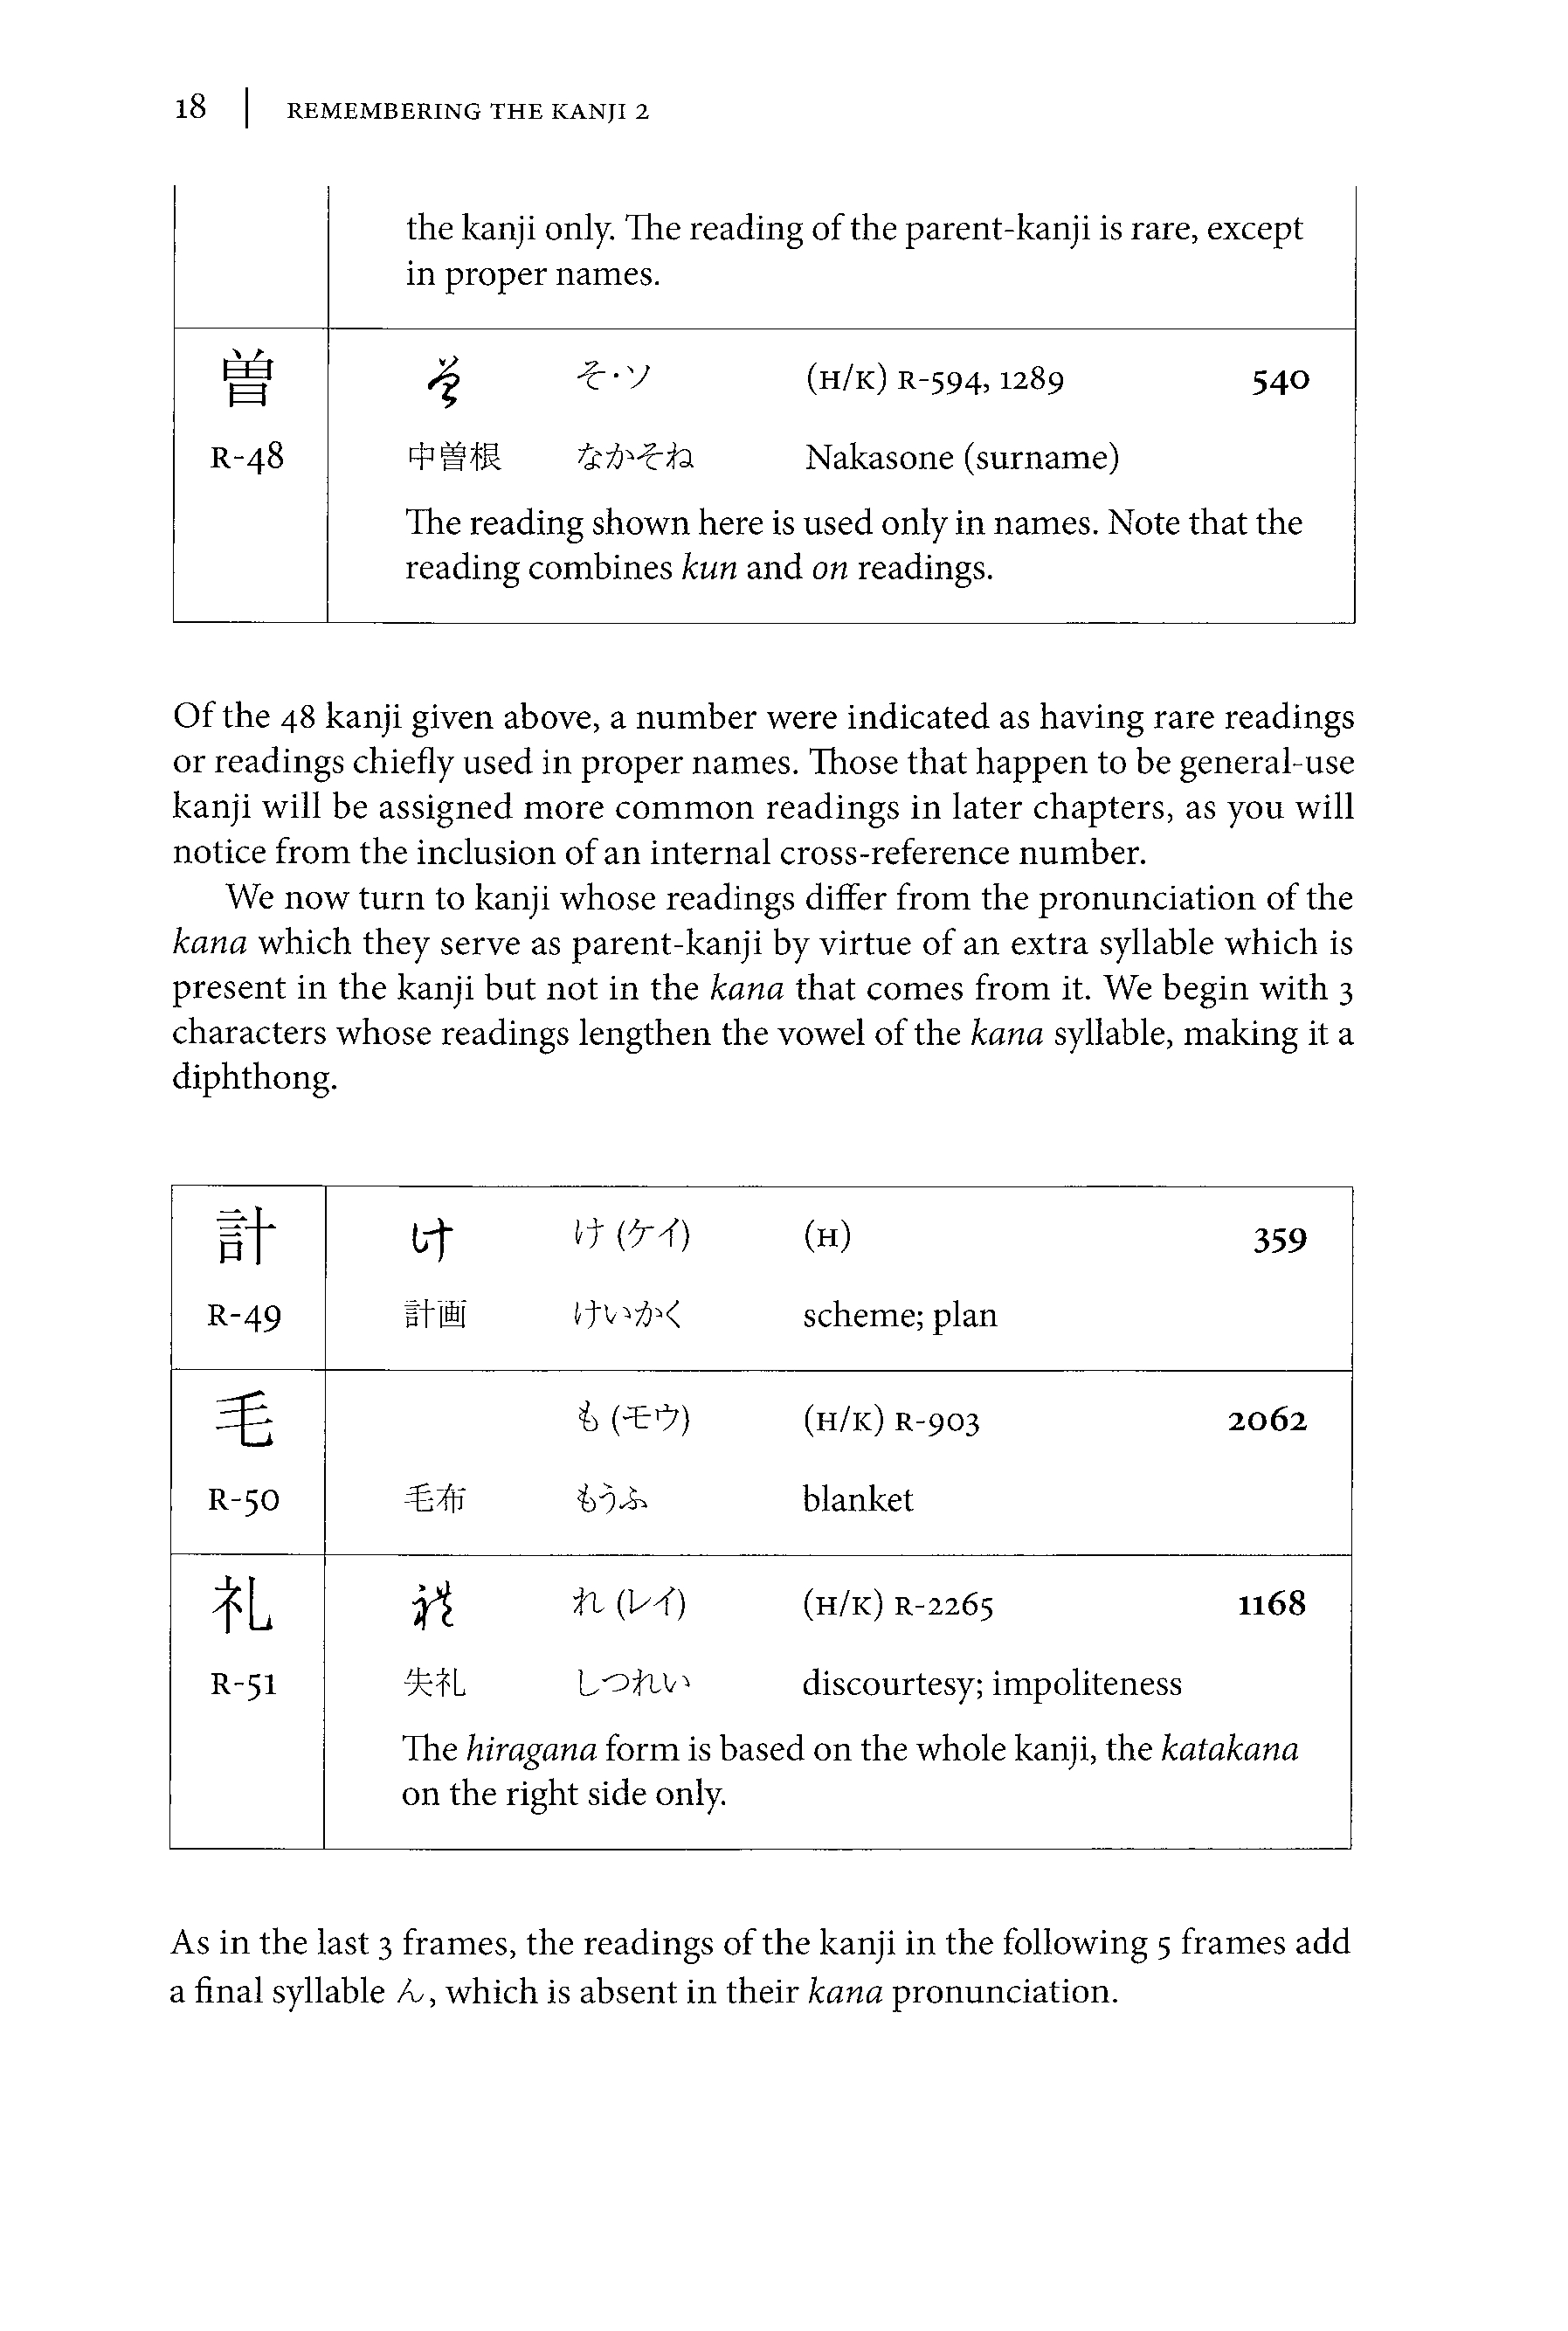 18 | REMEMBERING THE KANJI 2
the kanji only. The reading of the parent-kanji is rare, except
in proper names.
曽 そ そ・ソ (H/K) R-594, 1289 540
R-48 中曽根 なかそね Nakasone (surname)
The reading shown here is used only in names. Note that the
reading combines kun and on readings.
Of the 48 kanji given above, a number were indicated as having rare readings
or readings chiefly used in proper names. Those that happen to be general-use
kanji will be assigned more common readings in later chapters, as you will
notice from the inclusion of an internal cross-reference number.
We now turn to kanji whose readings differ from the pronunciation of the
kana which they serve as parent-kanji by virtue of an extra syllable which is
present in the kanji but not in the kana that comes from it. We begin with 3
characters whose readings lengthen the vowel of the kana syllable, making it a
diphthong.
計 け け (ケイ) (H) 359
R-49 計画 けいかく scheme; plan
毛 も (モウ) (H/K) R-903 2062
R-50 毛布 もうふ blanket
礼 礼 れ (レイ) (H/K) R-2265 1168
R-51 失礼 しつれい discourtesy; impoliteness
The hiragana form is based on the whole kanji, the katakana
on the right side only.
As in the last 3 frames, the readings of the kanji in the following 5 frames add
a final syllable ん, which is absent in their kana pronunciation.